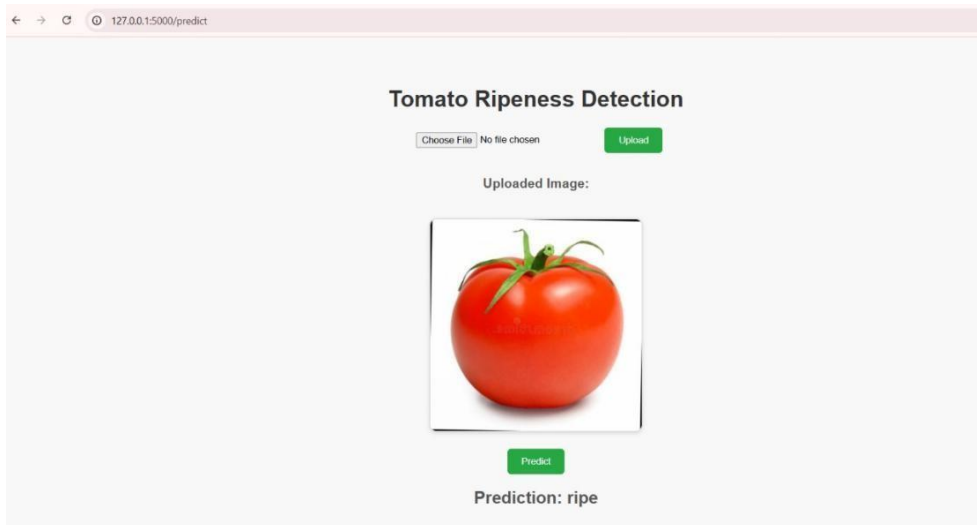 127.0.0.1:5000/predict
Tomato Ripeness Detection
Choose File No file chosen Upload
Uploaded Image:
Predict
Prediction: ripe